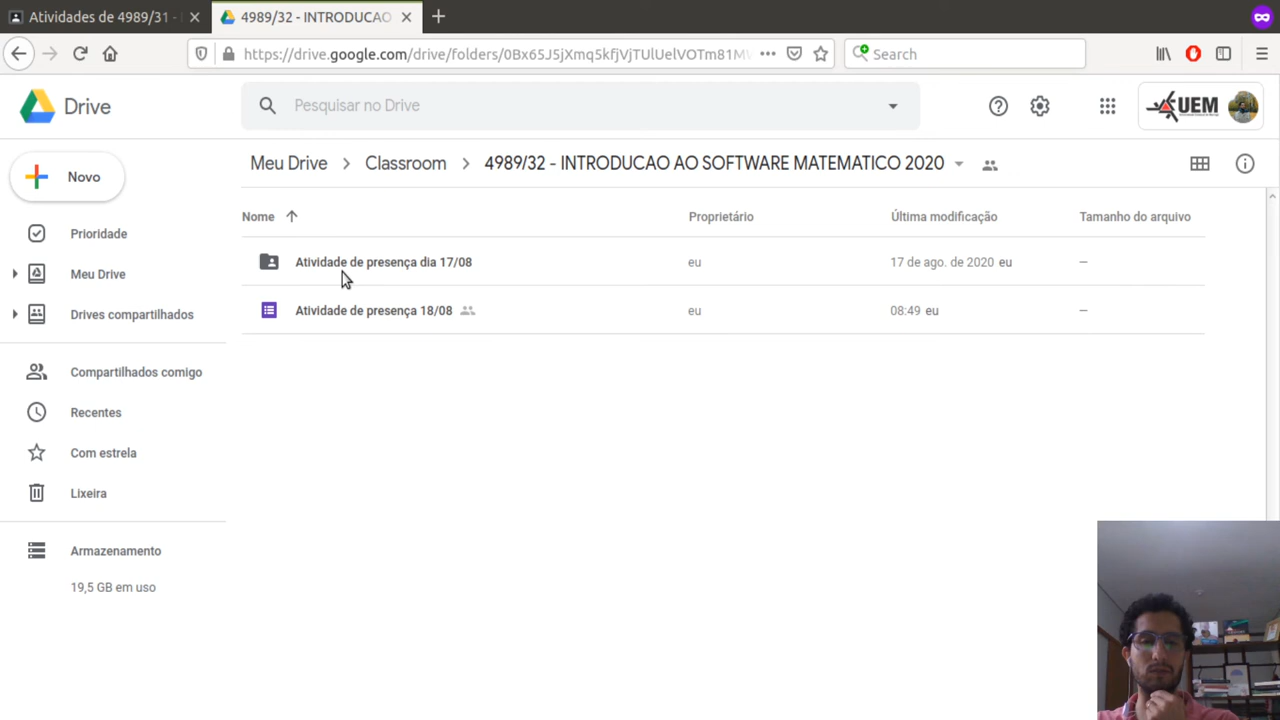 Atividades de 4989/31 -
4989/32 - INTRODUCAO
https://drive.google.com/drive/folders/0Bx65J5jXmq5kfjVjTUlUelVOTm81M
Search
Drive
Pesquisar no Drive
UEM
Novo
Meu Drive > Classroom > 4989/32 - INTRODUCAO AO SOFTWARE MATEMATICO 2020
Nome Proprietário Última modificação Tamanho do arquivo
Atividade de presença dia 17/08 eu 17 de ago. de 2020 eu —
Atividade de presença 18/08 eu 08:49 eu —
Prioridade
Meu Drive
Drives compartilhados
Compartilhados comigo
Recentes
Com estrela
Lixeira
Armazenamento
19,5 GB em uso